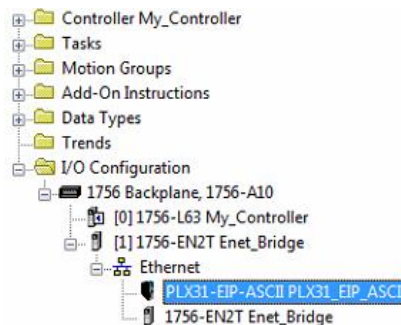 Controller My_Controller
Tasks
Motion Groups
Add-On Instructions
Data Types
Trends
I/O Configuration
1756 Backplane, 1756-A10
[0] 1756-L63 My_Controller
[1] 1756-EN2T Enet_Bridge
Ethernet
PLX31-EIP-ASCII PLX31_EIP_ASCI
1756-EN2T Enet_Bridge